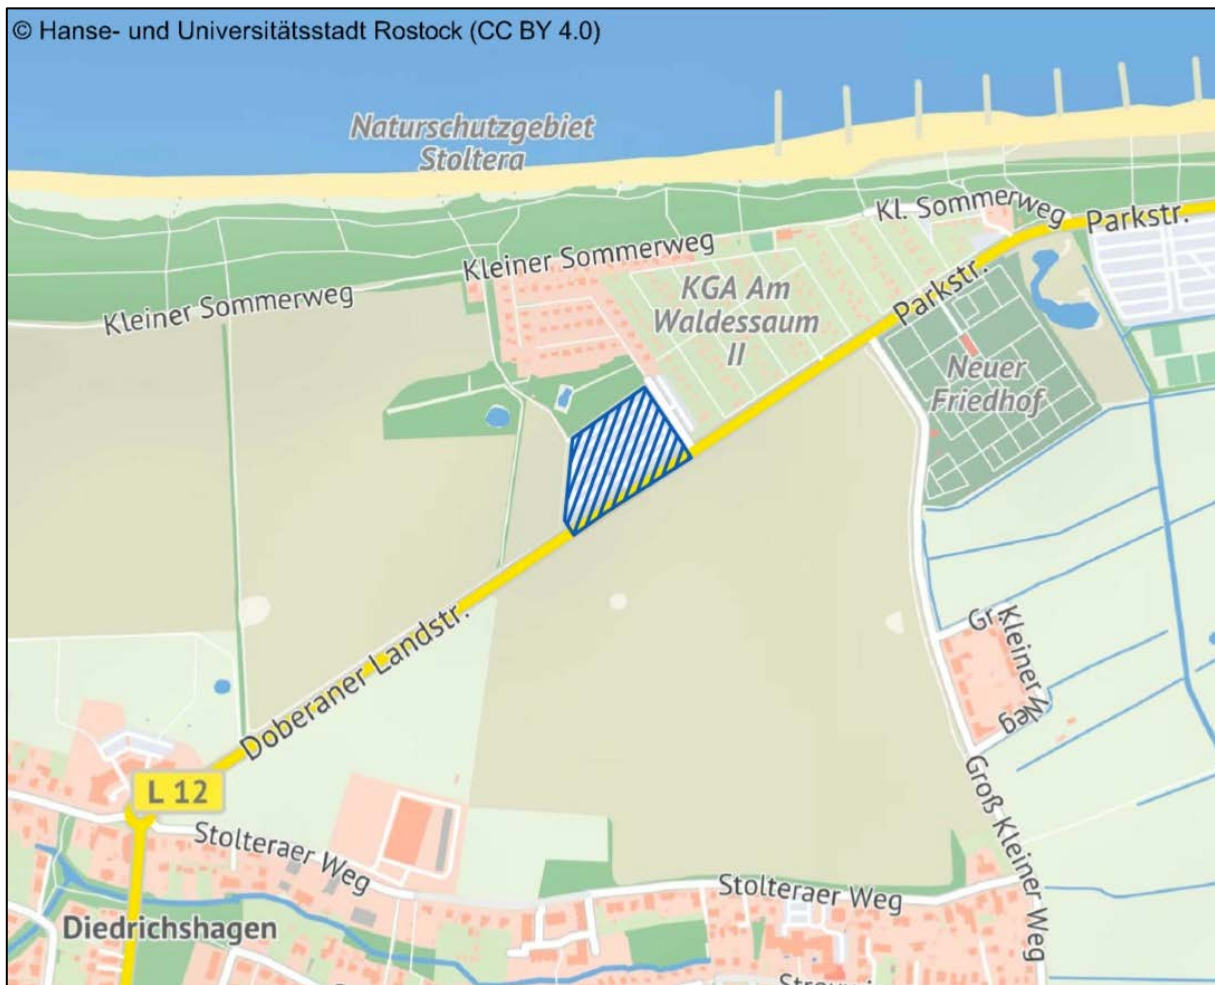 © Hanse- und Universitätsstadt Rostock (CC BY 4.0)
Naturschutzgebiet
Stoltera
Kl. Sommerweg
Parkstr.
Kleiner Sommerweg
Kleiner Sommerweg
KGA Am
Waldessaum
II
Parkstr.
Neuer
Friedhof
Doberaner Landstr.
Gr.
Kleiner
Weg
L 12
Stolteraer Weg
Groß Kleiner Weg
Stolteraer Weg
Diedrichshagen